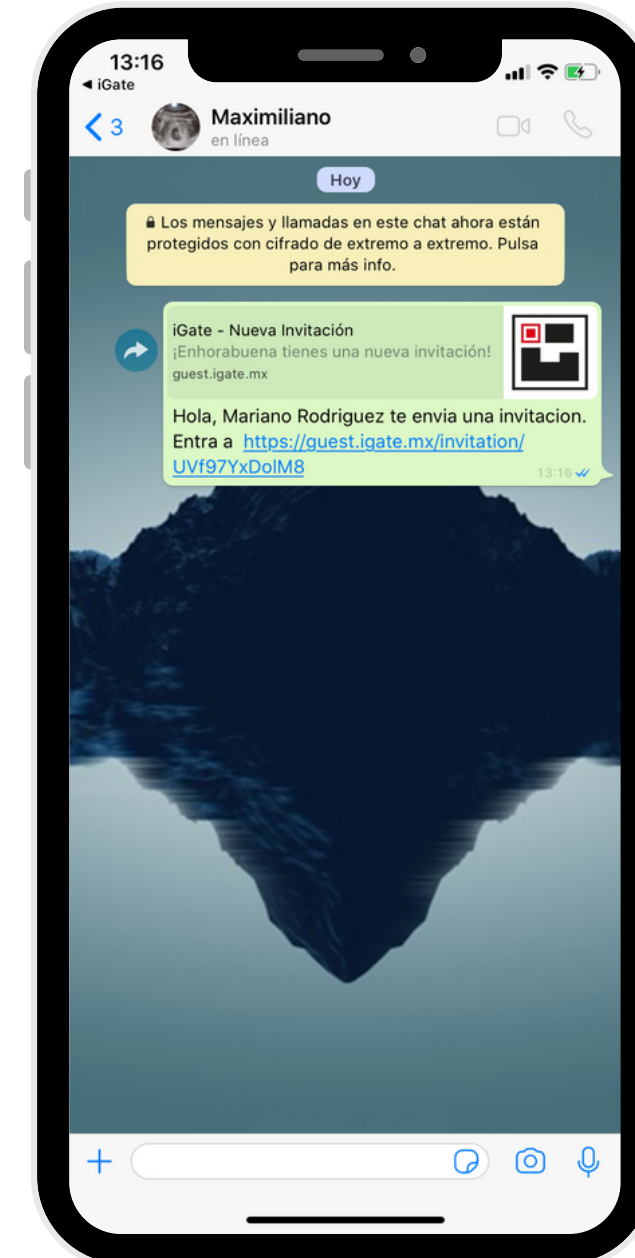 13:16
◀ iGate
3
Maximiliano
en línea
Hoy
Los mensajes y llamadas en este chat ahora están
protegidos con cifrado de extremo a extremo. Pulsa
para más info.
iGate - Nueva Invitación
¡Enhorabuena tienes una nueva invitación!
guest.igate.mx
Hola, Mariano Rodriguez te envia una invitacion.
Entra a https://guest.igate.mx/invitation/
UVf97YxDolM8
13:16